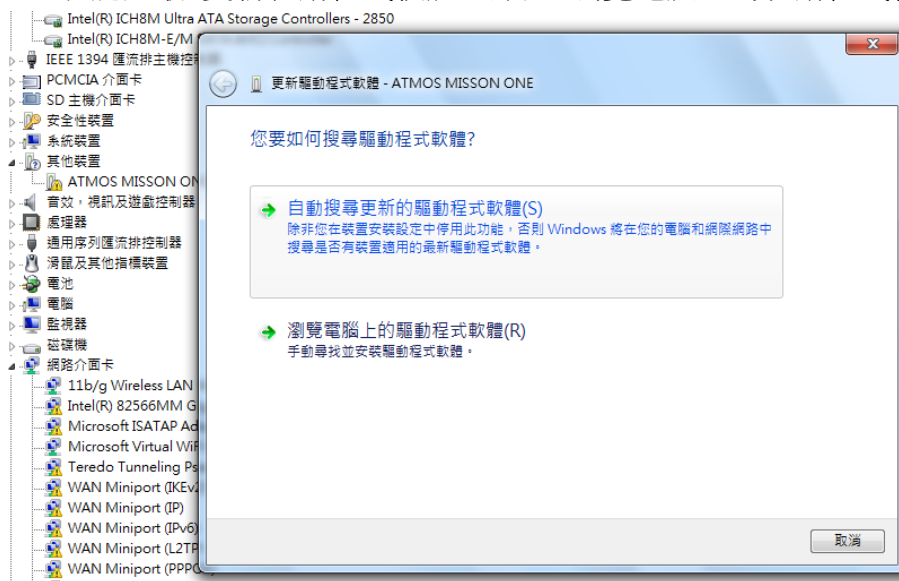 Intel(R) ICH8M Ultra ATA Storage Controllers - 2850
Intel(R) ICH8M-E/M
IEEE 1394 匯流排主機控制
PCMCIA 介面卡
SD 主機介面卡
安全性裝置
系統裝置
其他裝置
ATMOS MISSON ON
音效，視訊及遊戲控制器
處理器
通用序列匯流排控制器
滑鼠及其他指標裝置
電池
電腦
監視器
磁碟機
網路介面卡
11b/g Wireless LAN
Intel(R) 82566MM G
Microsoft ISATAP Ad
Microsoft Virtual WiF
Teredo Tunneling Ps
WAN Miniport (IKEv2
WAN Miniport (IP)
WAN Miniport (IPv6)
WAN Miniport (L2TP
WAN Miniport (PPPO
更新驅動程式軟體 - ATMOS MISSON ONE
您要如何搜尋驅動程式軟體?
自動搜尋更新的驅動程式軟體(S)
除非您在裝置安裝設定中停用此功能，否則 Windows 將在您的電腦和網際網路中
搜尋是否有裝置適用的最新驅動程式軟體。
瀏覽電腦上的驅動程式軟體(R)
手動尋找並安裝驅動程式軟體。
取消